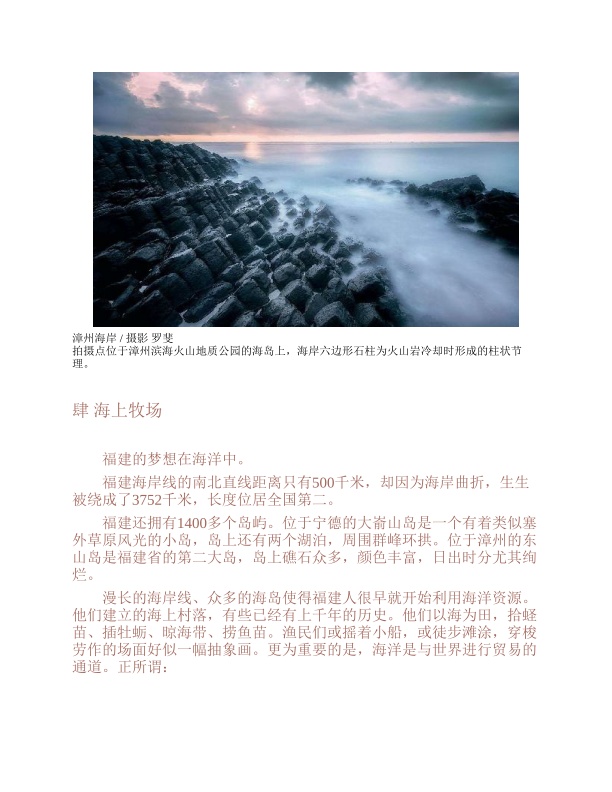 漳州海岸 / 摄影 罗斐
拍摄点位于漳州滨海火山地质公园的海岛上，海岸六边形石柱为火山岩冷却时形成的柱状节
理。
肆 海上牧场
福建的梦想在海洋中。
福建海岸线的南北直线距离只有500千米，却因为海岸曲折，生生
被绕成了3752千米，长度位居全国第二。
福建还拥有1400多个岛屿。位于宁德的大嵛山岛是一个有着类似塞
外草原风光的小岛，岛上还有两个湖泊，周围群峰环拱。位于漳州的东
山岛是福建省的第二大岛，岛上礁石众多，颜色丰富，日出时分尤其绚
烂。
漫长的海岸线、众多的海岛使得福建人很早就开始利用海洋资源。
他们建立的海上村落，有些已经有上千年的历史。他们以海为田，拾蛏
苗、插牡蛎、晾海带、捞鱼苗。渔民们或摇着小船，或徒步滩涂，穿梭
劳作的场面好似一幅抽象画。更为重要的是，海洋是与世界进行贸易的
通道。正所谓：